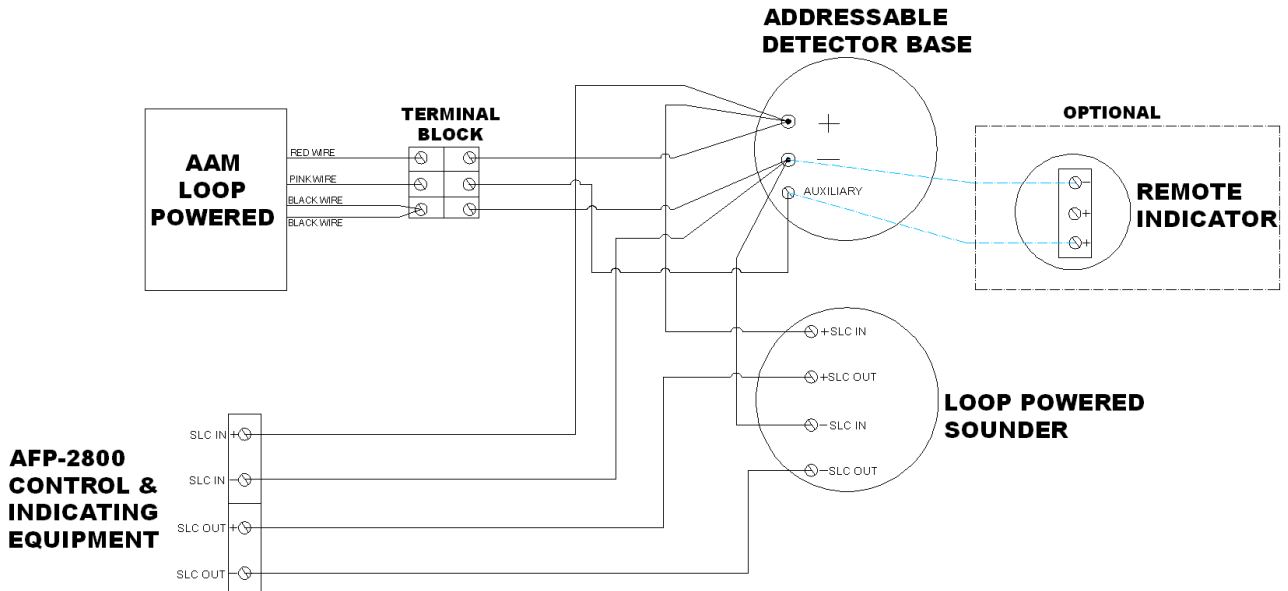 ADDRESSABLE
DETECTOR BASE
TERMINAL
BLOCK
OPTIONAL
AAM
LOOP
POWERED
RED WIRE
PINK WIRE
BLACK WIRE
BLACK WIRE
+
−
AUXILIARY
−
+
+
REMOTE
INDICATOR
+SLC IN
+SLC OUT
−SLC IN
−SLC OUT
LOOP POWERED
SOUNDER
AFP-2800
CONTROL &
INDICATING
EQUIPMENT
SLC IN +
SLC IN −
SLC OUT +
SLC OUT −